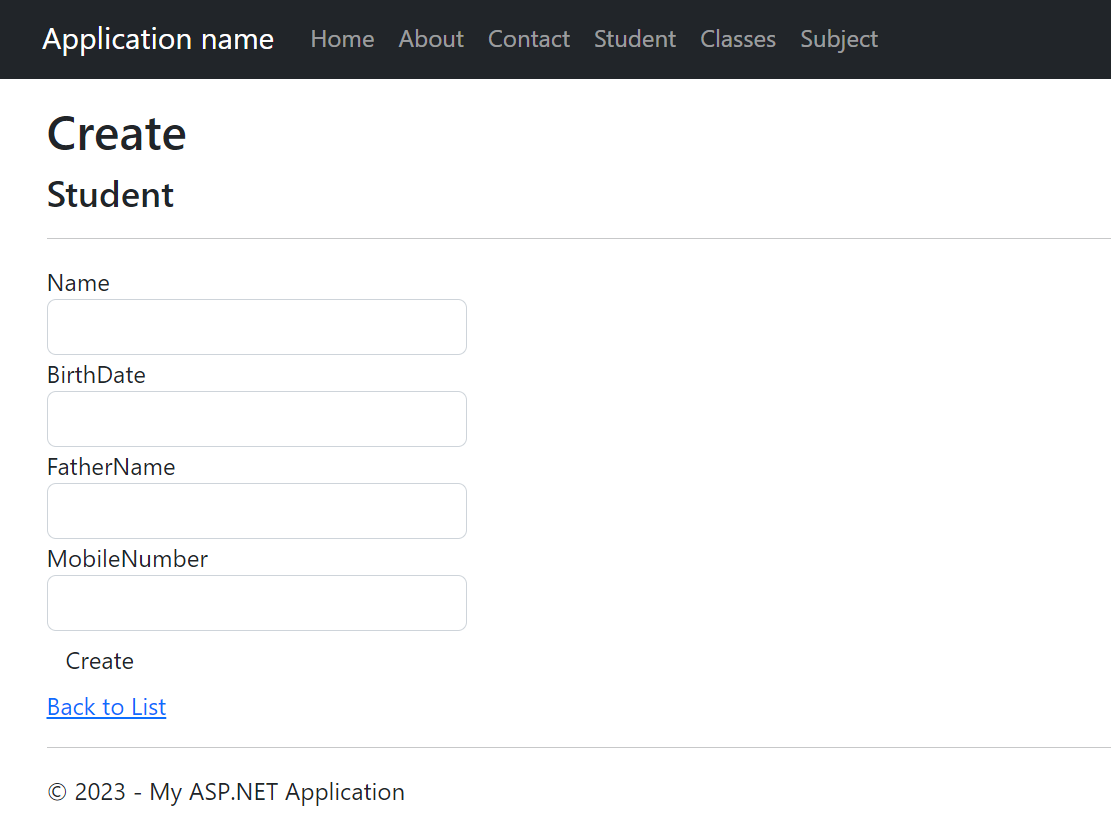 Application name Home About Contact Student Classes Subject
Create
Student
Name
BirthDate
FatherName
MobileNumber
Create
Back to List
© 2023 - My ASP.NET Application